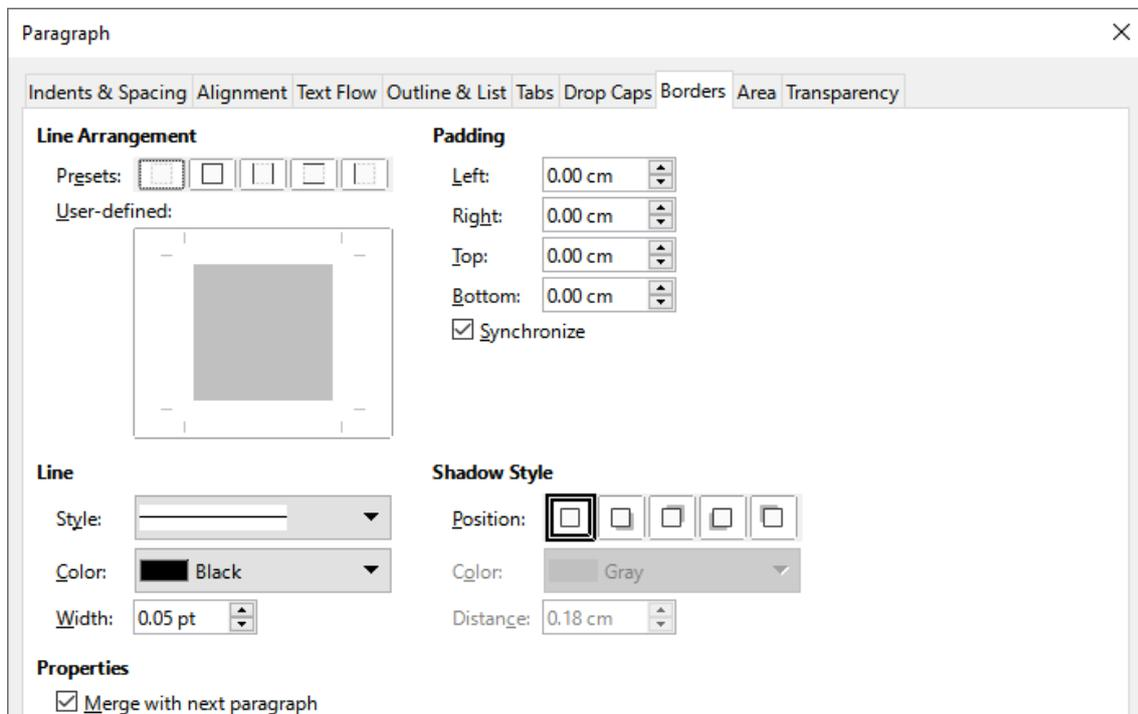 Paragraph
Indents & Spacing Alignment Text Flow Outline & List Tabs Drop Caps Borders Area Transparency
Line Arrangement
Presets:
User-defined:
Padding
Left: 0.00 cm
Right: 0.00 cm
Top: 0.00 cm
Bottom: 0.00 cm
Synchronize
Line
Style:
Color: Black
Width: 0.05 pt
Shadow Style
Position:
Color: Gray
Distance: 0.18 cm
Properties
Merge with next paragraph